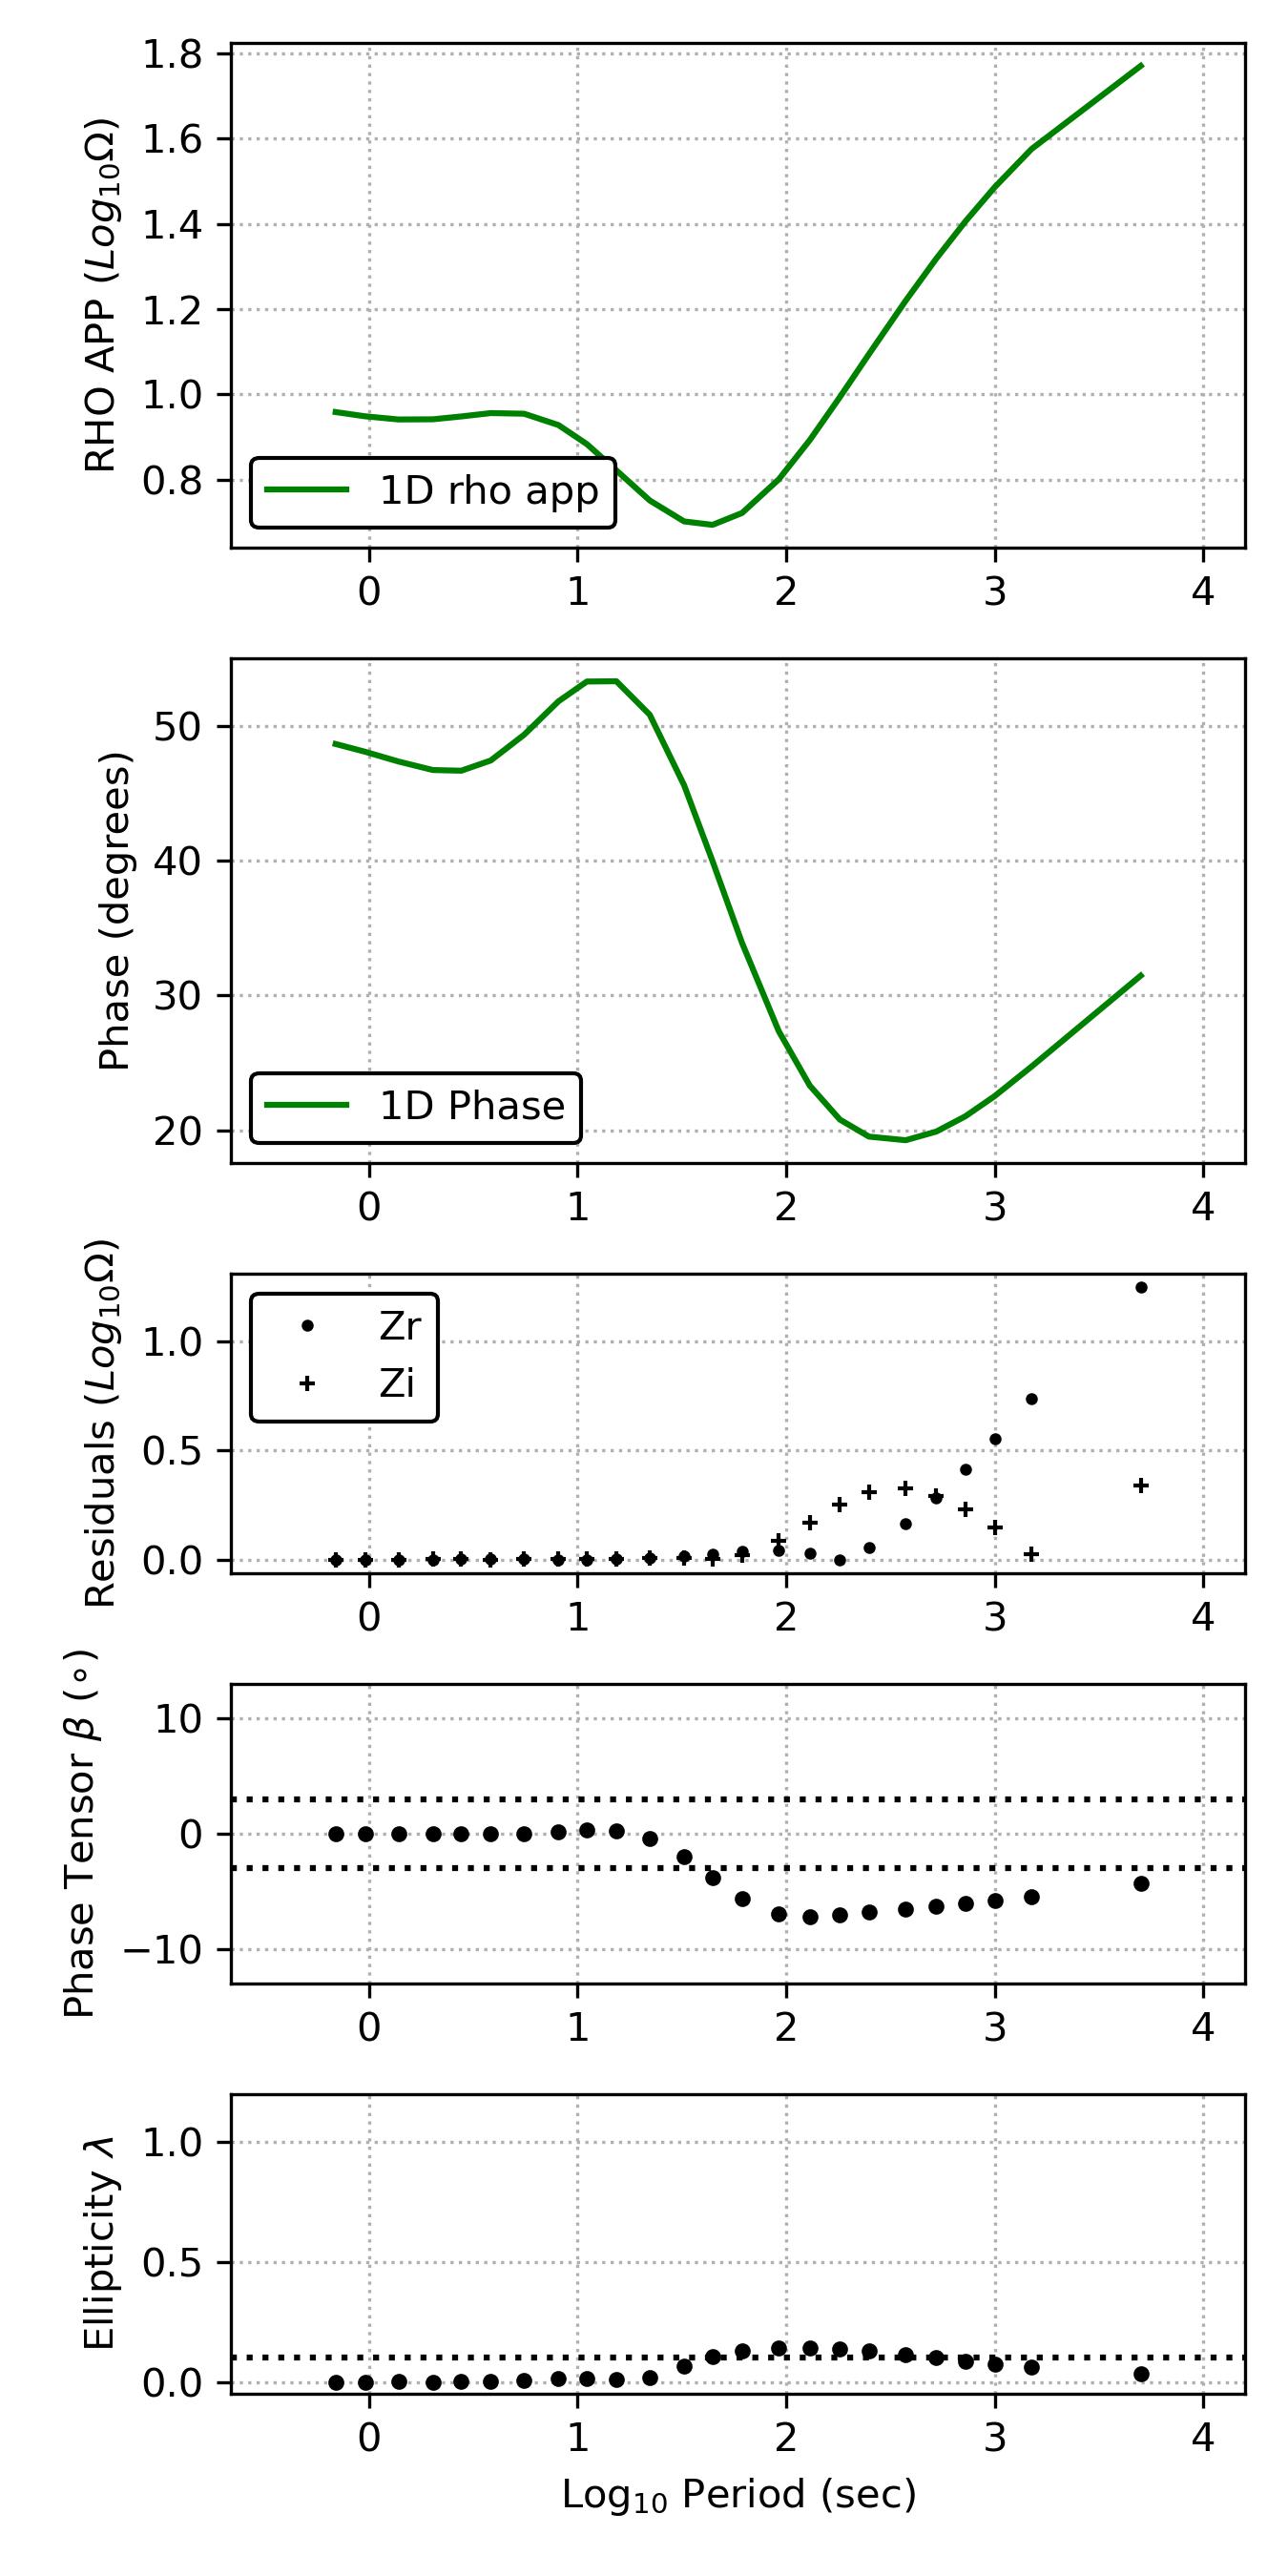 RHO APP (Log₁₀Ω)
1.8
1.6
1.4
1.2
1.0
0.8
1D rho app
0 1 2 3 4
Phase (degrees)
50
40
30
20
1D Phase
0 1 2 3 4
Residuals (Log₁₀Ω)
1.0
0.5
0.0
Zr
Zi
0 1 2 3 4
Phase Tensor β (∘)
10
0
−10
0 1 2 3 4
Ellipticity λ
1.0
0.5
0.0
0 1 2 3 4
Log₁₀ Period (sec)